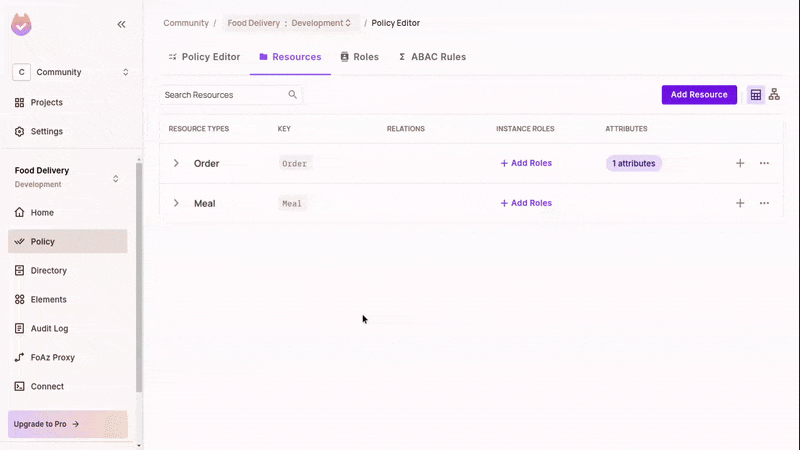 Community / Food Delivery : Development / Policy Editor
Policy Editor Resources Roles ABAC Rules
C Community
Projects
Settings
Food Delivery
Development
Home
Policy
Directory
Elements
Audit Log
FoAz Proxy
Connect
Upgrade to Pro →
Search Resources
Add Resource
RESOURCE TYPES KEY RELATIONS INSTANCE ROLES ATTRIBUTES
Order Order + Add Roles 1 attributes
Meal Meal + Add Roles